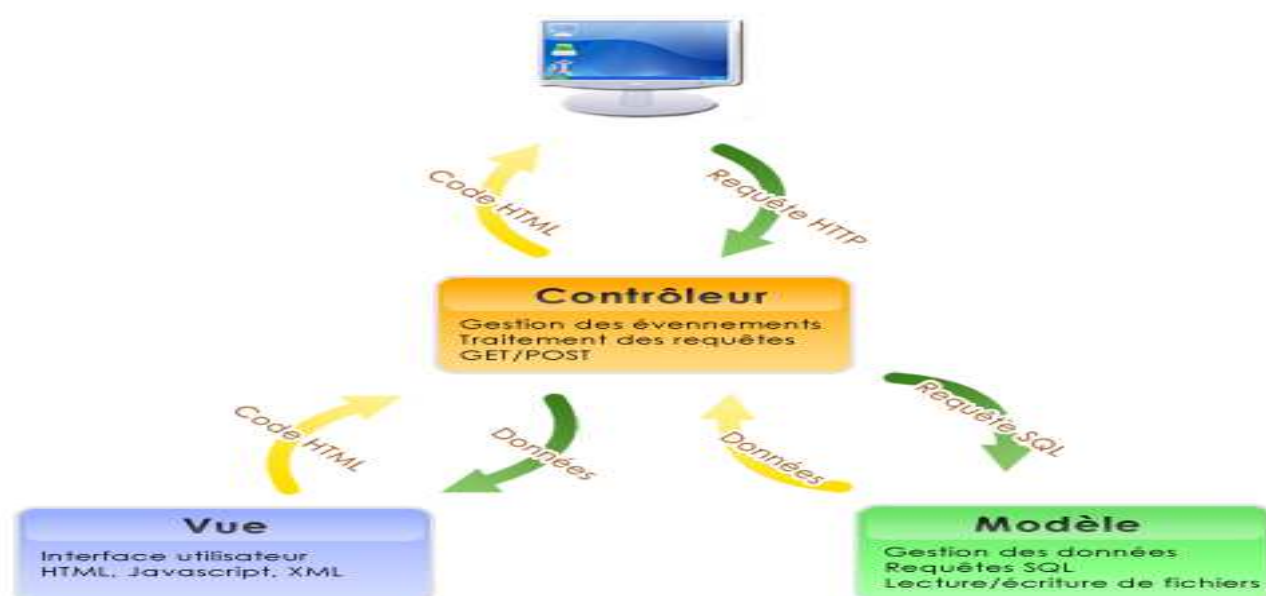 Code HTML
Requête HTTP
Contrôleur
Gestion des évennements
Traitement des requêtes
GET/POST
Code HTML
Données
Données
Requête SQL
Vue
Interface utilisateur
HTML, Javascript, XML
Modèle
Gestion des données
Requêtes SQL
Lecture/écriture de fichiers